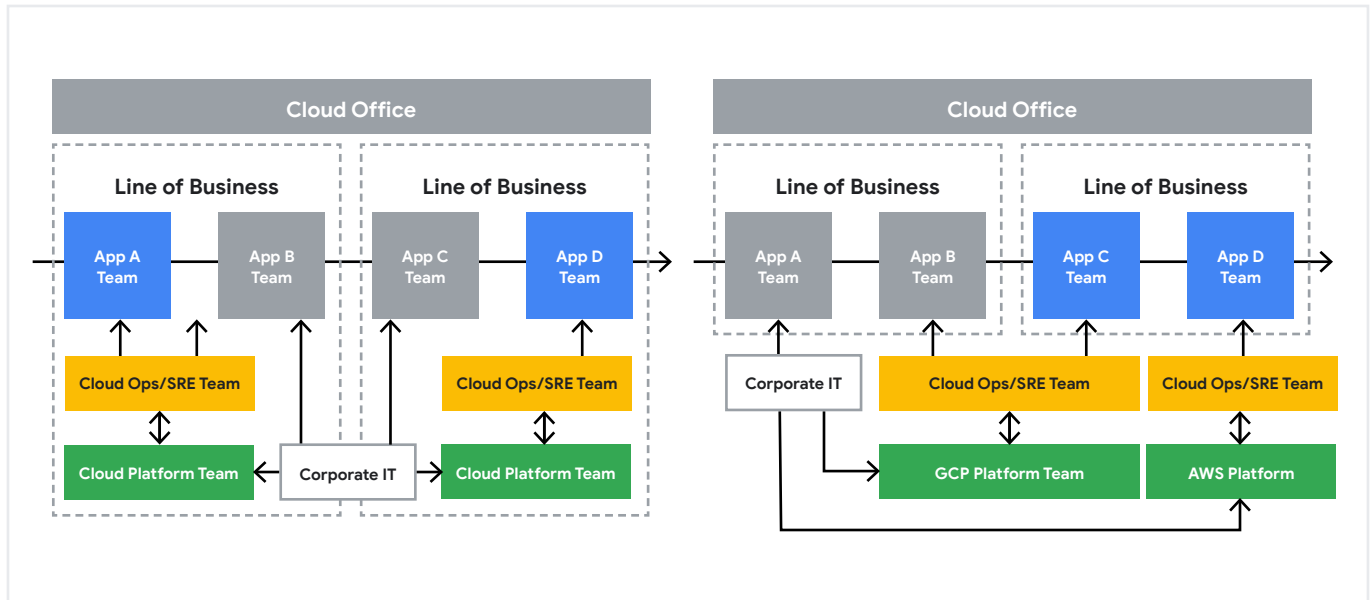 Cloud Office
Line of Business
Line of Business
App A
Team
App B
Team
App C
Team
App D
Team
Cloud Ops/SRE Team
Cloud Ops/SRE Team
Cloud Platform Team
Corporate IT
Cloud Platform Team
Cloud Office
Line of Business
Line of Business
App A
Team
App B
Team
App C
Team
App D
Team
Corporate IT
Cloud Ops/SRE Team
Cloud Ops/SRE Team
GCP Platform Team
AWS Platform